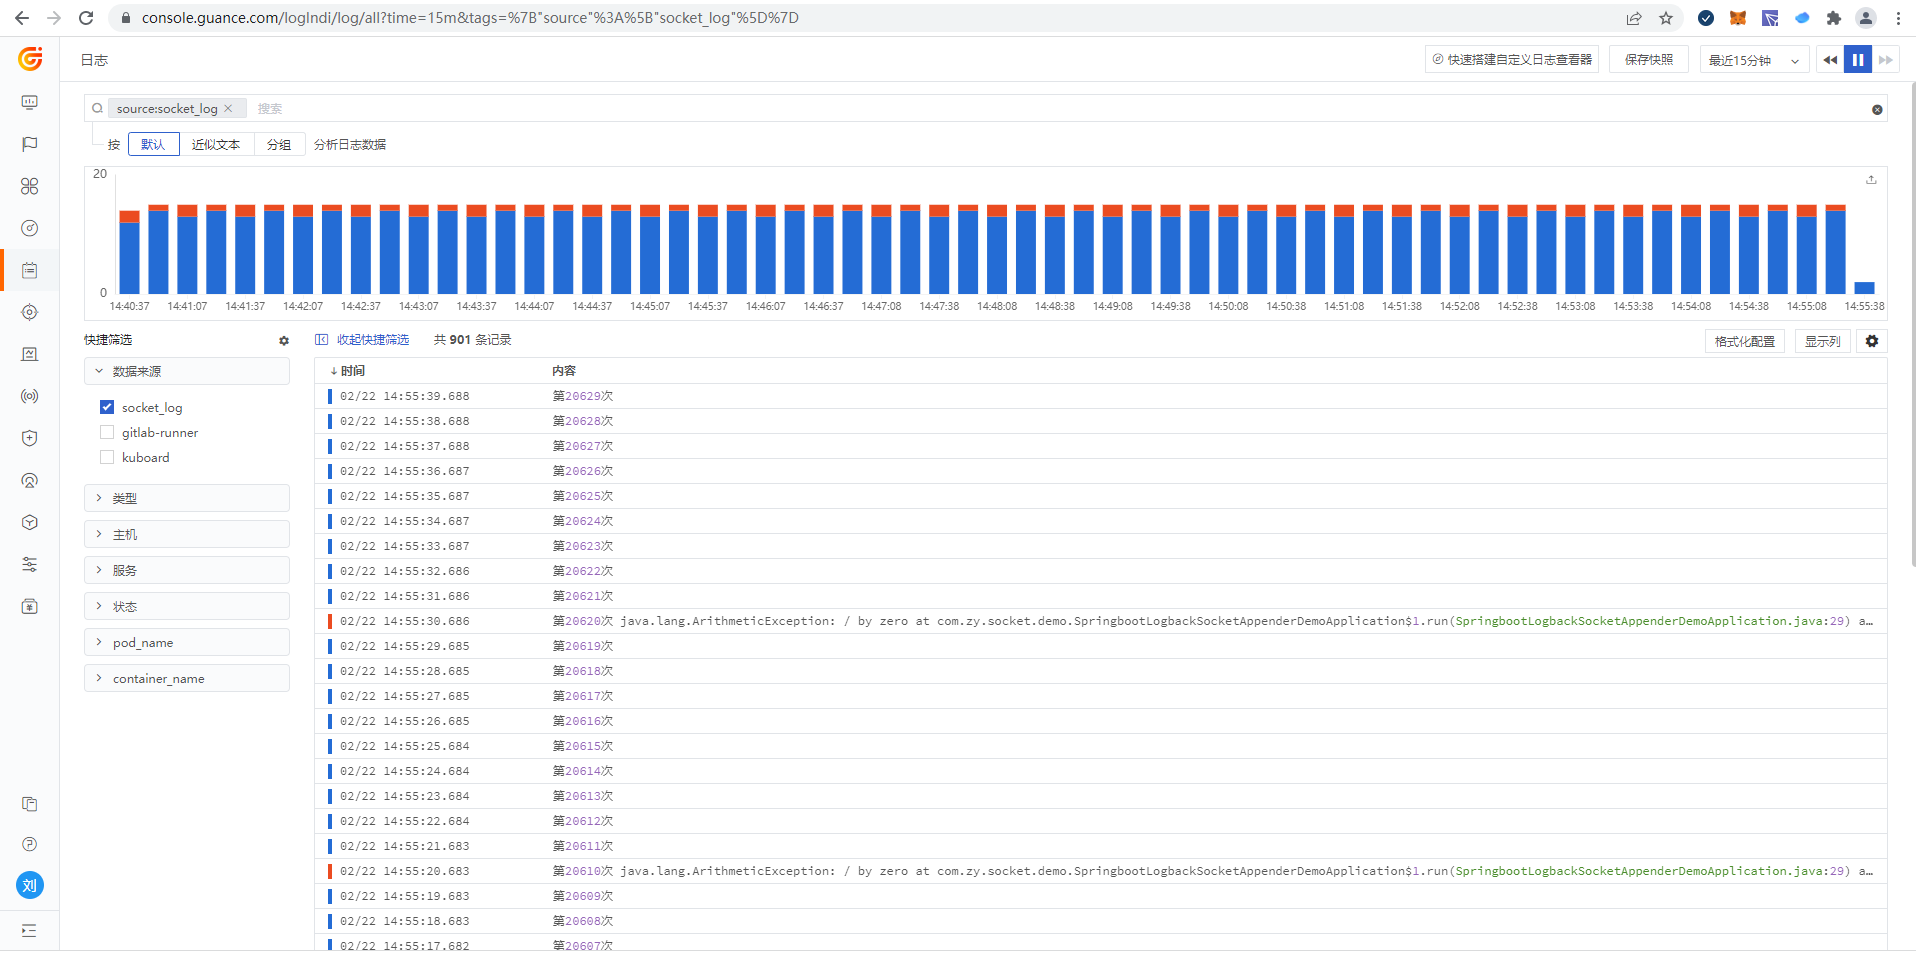 console.guance.com/logIndi/log/all?time=15m&tags=%7B"source"%3A%5B"socket_log"%5D%7D
日志
快速搭建自定义日志查看器
保存快照
最近15分钟
source:socket_log
搜索
按
默认
近似文本
分组
分析日志数据
20
0
14:40:37 14:41:07 14:41:37 14:42:07 14:42:37 14:43:07 14:43:37 14:44:07 14:44:37 14:45:07 14:45:37 14:46:07 14:46:37 14:47:08 14:47:38 14:48:08 14:48:38 14:49:08 14:49:38 14:50:08 14:50:38 14:51:08 14:51:38 14:52:08 14:52:38 14:53:08 14:53:38 14:54:08 14:54:38 14:55:08 14:55:38
快捷筛选
收起快捷筛选
共 901 条记录
格式化配置
显示列
数据来源
socket_log
gitlab-runner
kuboard
类型
主机
服务
状态
pod_name
container_name
刘
时间 内容
02/22 14:55:39.688 第20629次
02/22 14:55:38.688 第20628次
02/22 14:55:37.688 第20627次
02/22 14:55:36.687 第20626次
02/22 14:55:35.687 第20625次
02/22 14:55:34.687 第20624次
02/22 14:55:33.687 第20623次
02/22 14:55:32.686 第20622次
02/22 14:55:31.686 第20621次
02/22 14:55:30.686 第20620次 java.lang.ArithmeticException: / by zero at com.zy.socket.demo.SpringbootLogbackSocketAppenderDemoApplication$1.run(SpringbootLogbackSocketAppenderDemoApplication.java:29) a…
02/22 14:55:29.685 第20619次
02/22 14:55:28.685 第20618次
02/22 14:55:27.685 第20617次
02/22 14:55:26.685 第20616次
02/22 14:55:25.684 第20615次
02/22 14:55:24.684 第20614次
02/22 14:55:23.684 第20613次
02/22 14:55:22.684 第20612次
02/22 14:55:21.683 第20611次
02/22 14:55:20.683 第20610次 java.lang.ArithmeticException: / by zero at com.zy.socket.demo.SpringbootLogbackSocketAppenderDemoApplication$1.run(SpringbootLogbackSocketAppenderDemoApplication.java:29) a…
02/22 14:55:19.683 第20609次
02/22 14:55:18.683 第20608次
02/22 14:55:17.682 第20607次